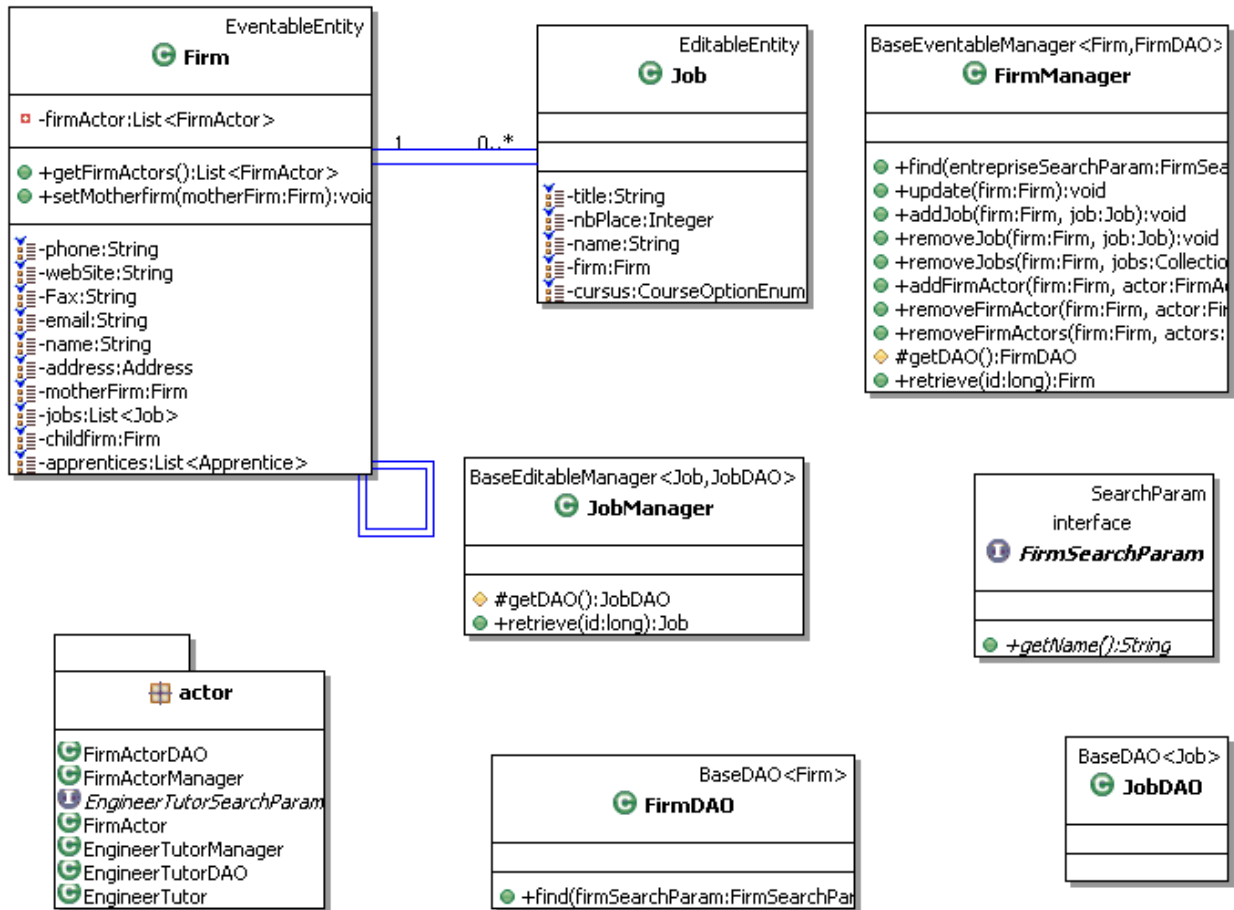 EventableEntity
Firm
-firmActor:List<FirmActor>
+getFirmActors():List<FirmActor>
+setMotherfirm(motherFirm:Firm):void
-phone:String
-webSite:String
-Fax:String
-email:String
-name:String
-address:Address
-motherFirm:Firm
-jobs:List<Job>
-childfirm:Firm
-apprentices:List<Apprentice>
1
0..*
EditableEntity
Job
-title:String
-nbPlace:Integer
-name:String
-firm:Firm
-cursus:CourseOptionEnum
BaseEventableManager<Firm,FirmDAO>
FirmManager
+find(entrepriseSearchParam:FirmSea
+update(firm:Firm):void
+addJob(firm:Firm, job:Job):void
+removeJob(firm:Firm, job:Job):void
+removeJobs(firm:Firm, jobs:Collectio
+addFirmActor(firm:Firm, actor:FirmA
+removeFirmActor(firm:Firm, actor:Fir
+removeFirmActors(firm:Firm, actors:
#getDAO():FirmDAO
+retrieve(id:long):Firm
BaseEditableManager<Job,JobDAO>
JobManager
#getDAO():JobDAO
+retrieve(id:long):Job
SearchParam
interface
FirmSearchParam
+getName():String
actor
FirmActorDAO
FirmActorManager
EngineerTutorSearchParam
FirmActor
EngineerTutorManager
EngineerTutorDAO
EngineerTutor
BaseDAO<Firm>
FirmDAO
+find(firmSearchParam:FirmSearchPar
BaseDAO<Job>
JobDAO